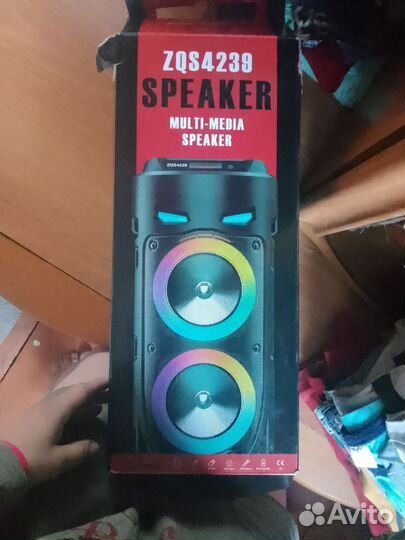 ZQS4239
SPEAKER
MULTI-MEDIA
SPEAKER
ZQS4239
CE
Avito